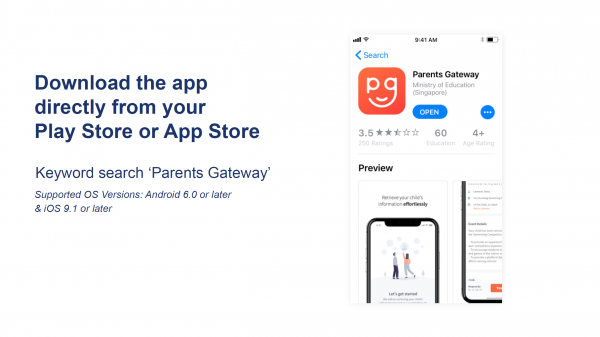 Download the app
directly from your
Play Store or App Store
Keyword search ‘Parents Gateway’
Supported OS Versions: Android 6.0 or later
& iOS 9.1 or later
9:41 AM
Search
pg
Parents Gateway
Ministry of Education
(Singapore)
OPEN
3.5 60 4+
200 Ratings Education Age Rating
Preview
Retrieve your child's
information effortlessly
Let's get started
Event Details